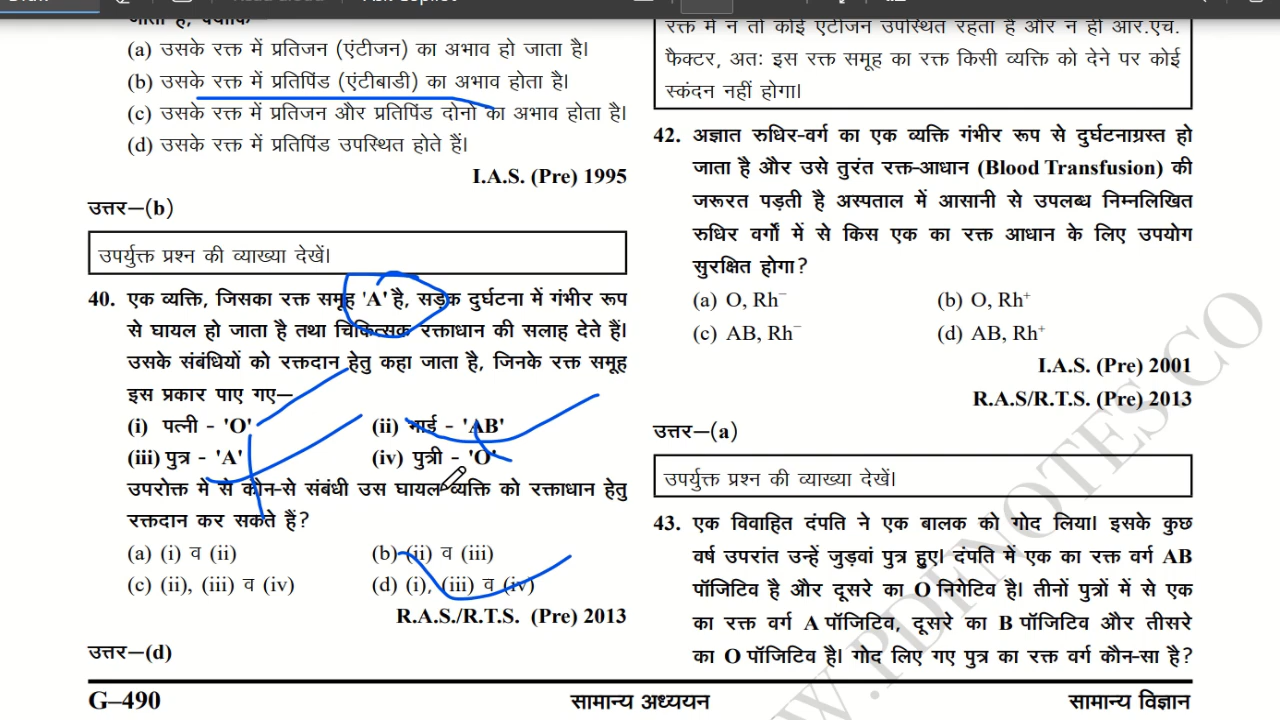 जाता है, क्योंकि—
(a) उसके रक्त में प्रतिजन (एंटीजन) का अभाव हो जाता है।
(b) उसके रक्त में प्रतिपिंड (एंटीबाडी) का अभाव होता है।
(c) उसके रक्त में प्रतिजन और प्रतिपिंड दोनों का अभाव होता है।
(d) उसके रक्त में प्रतिपिंड उपस्थित होते हैं।
I.A.S. (Pre) 1995
उत्तर—(b)
उपर्युक्त प्रश्न की व्याख्या देखें।
40. एक व्यक्ति, जिसका रक्त समूह 'A' है, सड़क दुर्घटना में गंभीर रूप
से घायल हो जाता है तथा चिकित्सक रक्ताधान की सलाह देते हैं।
उसके संबंधियों को रक्तदान हेतु कहा जाता है, जिनके रक्त समूह
इस प्रकार पाए गए—
(i) पत्नी - 'O' (ii) भाई - 'AB'
(iii) पुत्र - 'A' (iv) पुत्री - 'O'
उपरोक्त में से कौन-से संबंधी उस घायल व्यक्ति को रक्ताधान हेतु
रक्तदान कर सकते हैं?
(a) (i) व (ii) (b) (ii) व (iii)
(c) (ii), (iii) व (iv) (d) (i), (iii) व (iv)
R.A.S./R.T.S. (Pre) 2013
उत्तर—(d)
रक्त में न तो कोई एंटीजन उपस्थित रहता है और न ही आर.एच.
फैक्टर, अतः इस रक्त समूह का रक्त किसी व्यक्ति को देने पर कोई
स्कंदन नहीं होगा।
42. अज्ञात रुधिर-वर्ग का एक व्यक्ति गंभीर रूप से दुर्घटनाग्रस्त हो
जाता है और उसे तुरंत रक्त-आधान (Blood Transfusion) की
जरूरत पड़ती है अस्पताल में आसानी से उपलब्ध निम्नलिखित
रुधिर वर्गों में से किस एक का रक्त आधान के लिए उपयोग
सुरक्षित होगा?
(a) O, Rh⁻ (b) O, Rh⁺
(c) AB, Rh⁻ (d) AB, Rh⁺
I.A.S. (Pre) 2001
R.A.S/R.T.S. (Pre) 2013
उत्तर—(a)
उपर्युक्त प्रश्न की व्याख्या देखें।
43. एक विवाहित दंपति ने एक बालक को गोद लिया। इसके कुछ
वर्ष उपरांत उन्हें जुड़वां पुत्र हुए। दंपति में एक का रक्त वर्ग AB
पॉजिटिव है और दूसरे का O निगेटिव है। तीनों पुत्रों में से एक
का रक्त वर्ग A पॉजिटिव, दूसरे का B पॉजिटिव और तीसरे
का O पॉजिटिव है। गोद लिए गए पुत्र का रक्त वर्ग कौन-सा है?
G–490 सामान्य अध्ययन सामान्य विज्ञान
WWW.PDFNOTES.CO